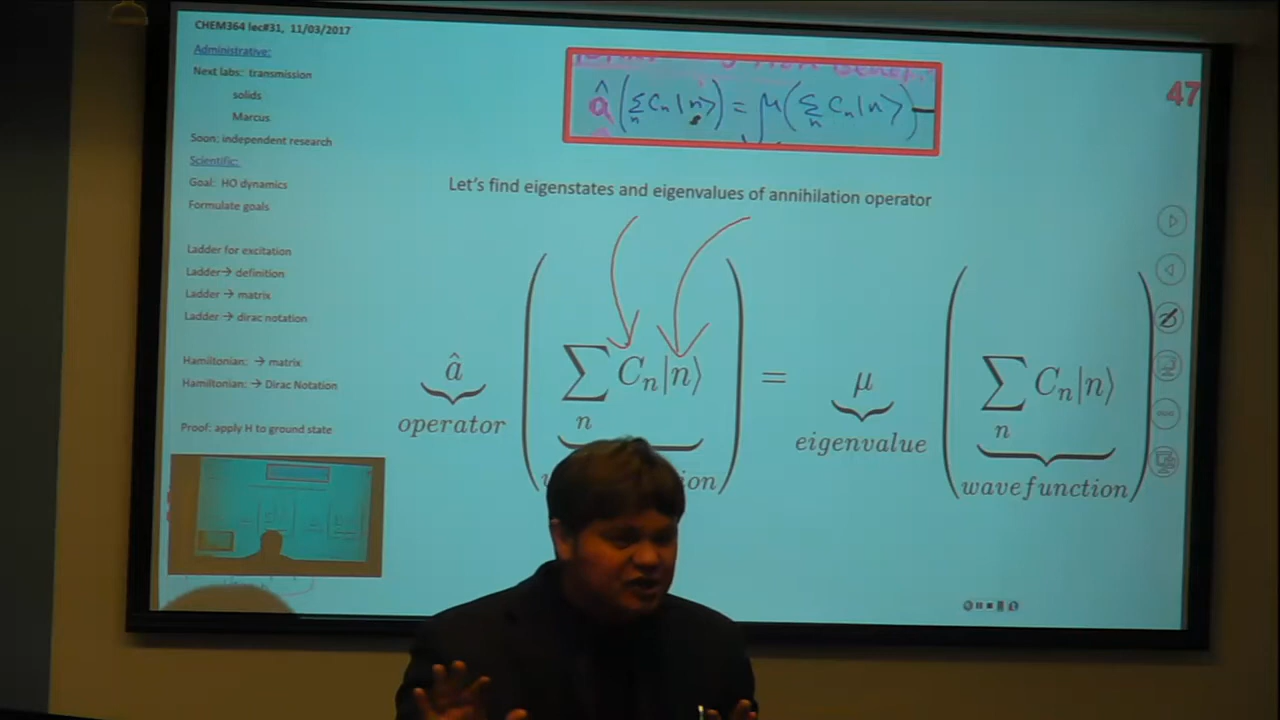 CHEM364 lec#31, 11/03/2017
Administrative:
Next labs: transmission
solids
Marcus
Soon: independent research
Scientific:
Goal: HO dynamics
Formulate goals
Ladder for excitation
Ladder→ definition
Ladder → matrix
Ladder → dirac notation
Hamiltonian: → matrix
Hamiltonian: → Dirac Notation
Proof: apply H to ground state
47
â(∑n Cn|n⟩) = μ(∑n Cn|n⟩)
Let's find eigenstates and eigenvalues of annihilation operator
â (∑n Cn|n⟩) = μ (∑n Cn|n⟩)
operator eigenvalue wavefunction